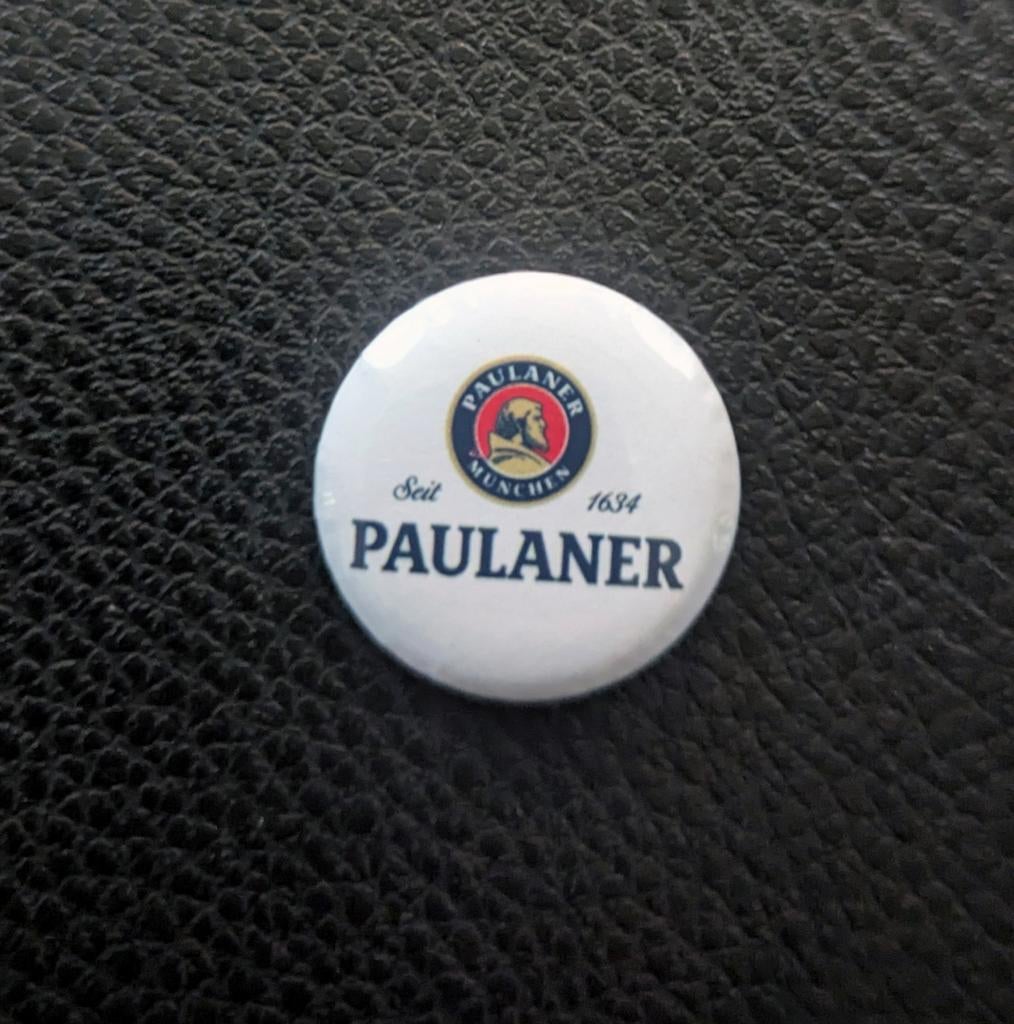 PAULANER
MÜNCHEN
Seit 1634
PAULANER